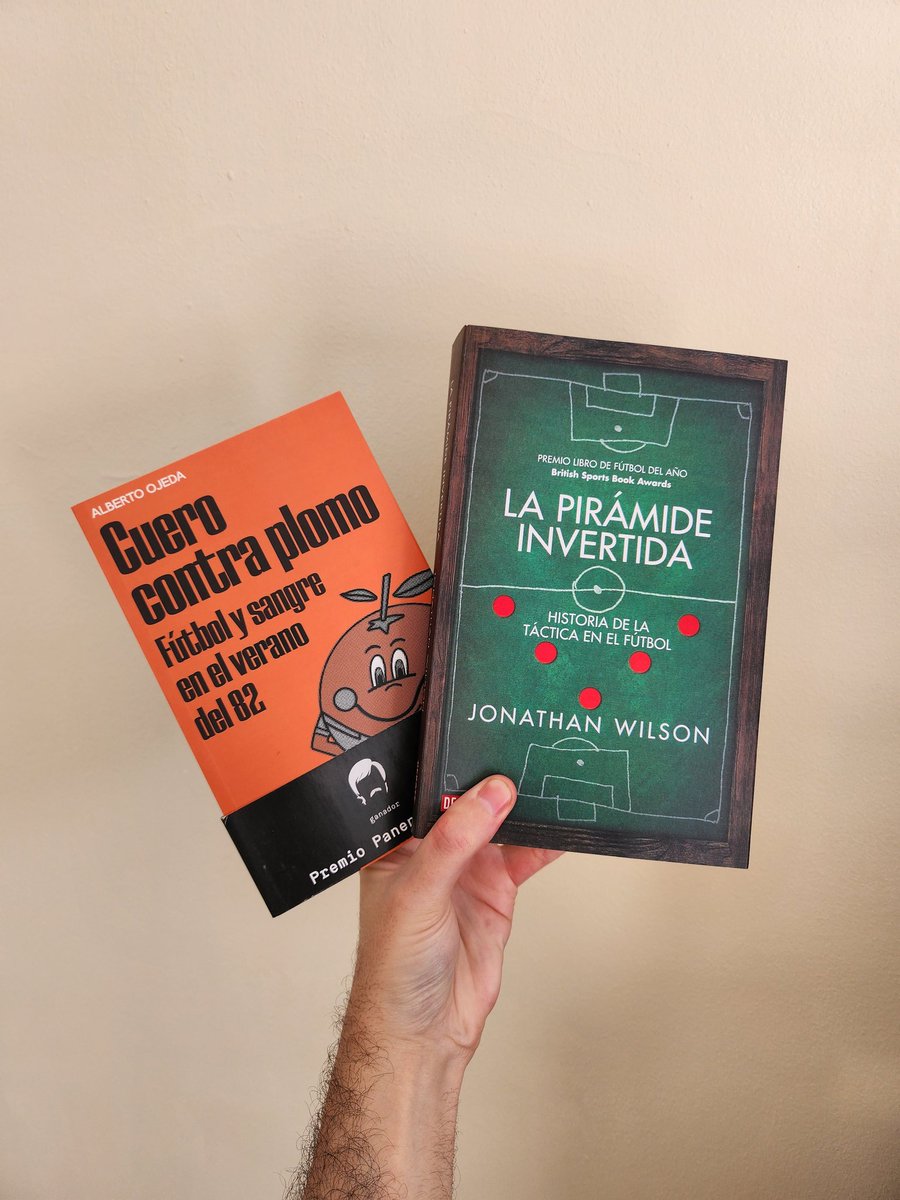 ALBERTO OJEDA
Cuero
contra plomo
Fútbol y sangre
en el verano
del 82
ganador
Premio
PREMIO LIBRO DE FÚTBOL DEL AÑO
British Sports Book Awards
LA PIRÁMIDE
INVERTIDA
HISTORIA DE LA
TÁCTICA EN EL FÚTBOL
JONATHAN WILSON